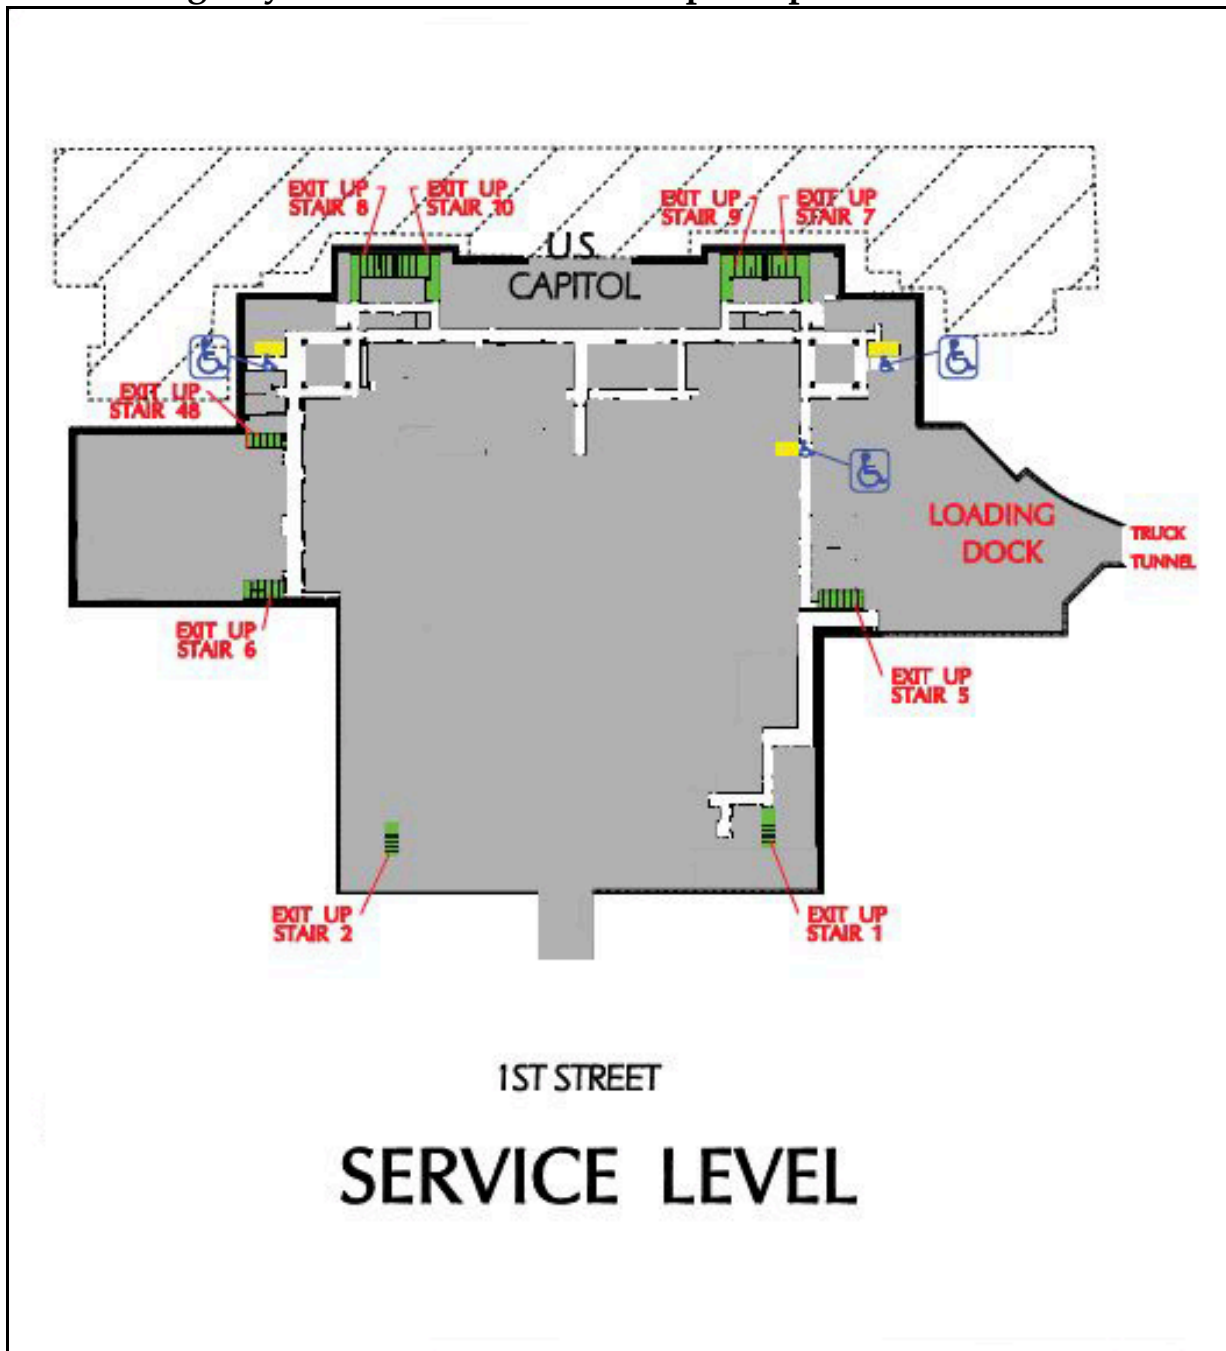 EXIT UP
STAIR 8
EXIT UP
STAIR 10
EXIT UP
STAIR 9
EXIT UP
STAIR 7
U.S.
CAPITOL
EXIT UP
STAIR 48
LOADING
DOCK
TRUCK
TUNNEL
EXIT UP
STAIR 6
EXIT UP
STAIR 5
EXIT UP
STAIR 2
EXIT UP
STAIR 1
1ST STREET
SERVICE LEVEL